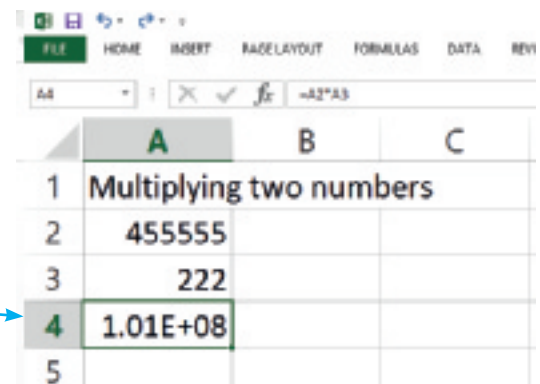 FILE HOME INSERT PAGE LAYOUT FORMULAS DATA REVI
A4 fx =A2*A3
A B C
1 Multiplying two numbers
2 455555
3 222
4 1.01E+08
5